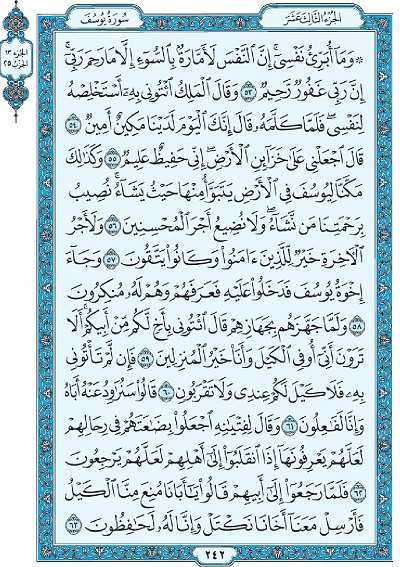 سُورَةُ يُوسُفَ
الجُزءُ الثَّالِثَ عَشَرَ
الجزء ١٣
الحزب ٢٥
۞ وَمَآ أُبَرِّئُ نَفۡسِيٓۚ إِنَّ ٱلنَّفۡسَ لَأَمَّارَةُۢ بِٱلسُّوٓءِ إِلَّا مَا رَحِمَ رَبِّيٓۚ
إِنَّ رَبِّي غَفُورٞ رَّحِيمٞ ٥٣ وَقَالَ ٱلۡمَلِكُ ٱئۡتُونِي بِهِۦٓ أَسۡتَخۡلِصۡهُ
لِنَفۡسِيۖ فَلَمَّا كَلَّمَهُۥ قَالَ إِنَّكَ ٱلۡيَوۡمَ لَدَيۡنَا مَكِينٌ أَمِينٞ ٥٤
قَالَ ٱجۡعَلۡنِي عَلَىٰ خَزَآئِنِ ٱلۡأَرۡضِۖ إِنِّي حَفِيظٌ عَلِيمٞ ٥٥ وَكَذَٰلِكَ
مَكَّنَّا لِيُوسُفَ فِي ٱلۡأَرۡضِ يَتَبَوَّأُ مِنۡهَا حَيۡثُ يَشَآءُۚ نُصِيبُ
بِرَحۡمَتِنَا مَن نَّشَآءُۖ وَلَا نُضِيعُ أَجۡرَ ٱلۡمُحۡسِنِينَ ٥٦ وَلَأَجۡرُ
ٱلۡأٓخِرَةِ خَيۡرٞ لِّلَّذِينَ ءَامَنُواْ وَكَانُواْ يَتَّقُونَ ٥٧ وَجَآءَ
إِخۡوَةُ يُوسُفَ فَدَخَلُواْ عَلَيۡهِ فَعَرَفَهُمۡ وَهُمۡ لَهُۥ مُنكِرُونَ
٥٨ وَلَمَّا جَهَّزَهُم بِجَهَازِهِمۡ قَالَ ٱئۡتُونِي بِأَخٖ لَّكُم مِّنۡ أَبِيكُمۡۚ أَلَا
تَرَوۡنَ أَنِّيٓ أُوفِي ٱلۡكَيۡلَ وَأَنَا۠ خَيۡرُ ٱلۡمُنزِلِينَ ٥٩ فَإِن لَّمۡ تَأۡتُونِي
بِهِۦ فَلَا كَيۡلَ لَكُمۡ عِندِي وَلَا تَقۡرَبُونِ ٦٠ قَالُواْ سَنُرَٰوِدُ عَنۡهُ أَبَاهُ
وَإِنَّا لَفَٰعِلُونَ ٦١ وَقَالَ لِفِتۡيَٰنِهِ ٱجۡعَلُواْ بِضَٰعَتَهُمۡ فِي رِحَالِهِمۡ
لَعَلَّهُمۡ يَعۡرِفُونَهَآ إِذَا ٱنقَلَبُوٓاْ إِلَىٰٓ أَهۡلِهِمۡ لَعَلَّهُمۡ يَرۡجِعُونَ
٦٢ فَلَمَّا رَجَعُوٓاْ إِلَىٰٓ أَبِيهِمۡ قَالُواْ يَٰٓأَبَانَا مُنِعَ مِنَّا ٱلۡكَيۡلُ
فَأَرۡسِلۡ مَعَنَآ أَخَانَا نَكۡتَلۡ وَإِنَّا لَهُۥ لَحَٰفِظُونَ ٦٣
٢٤٢